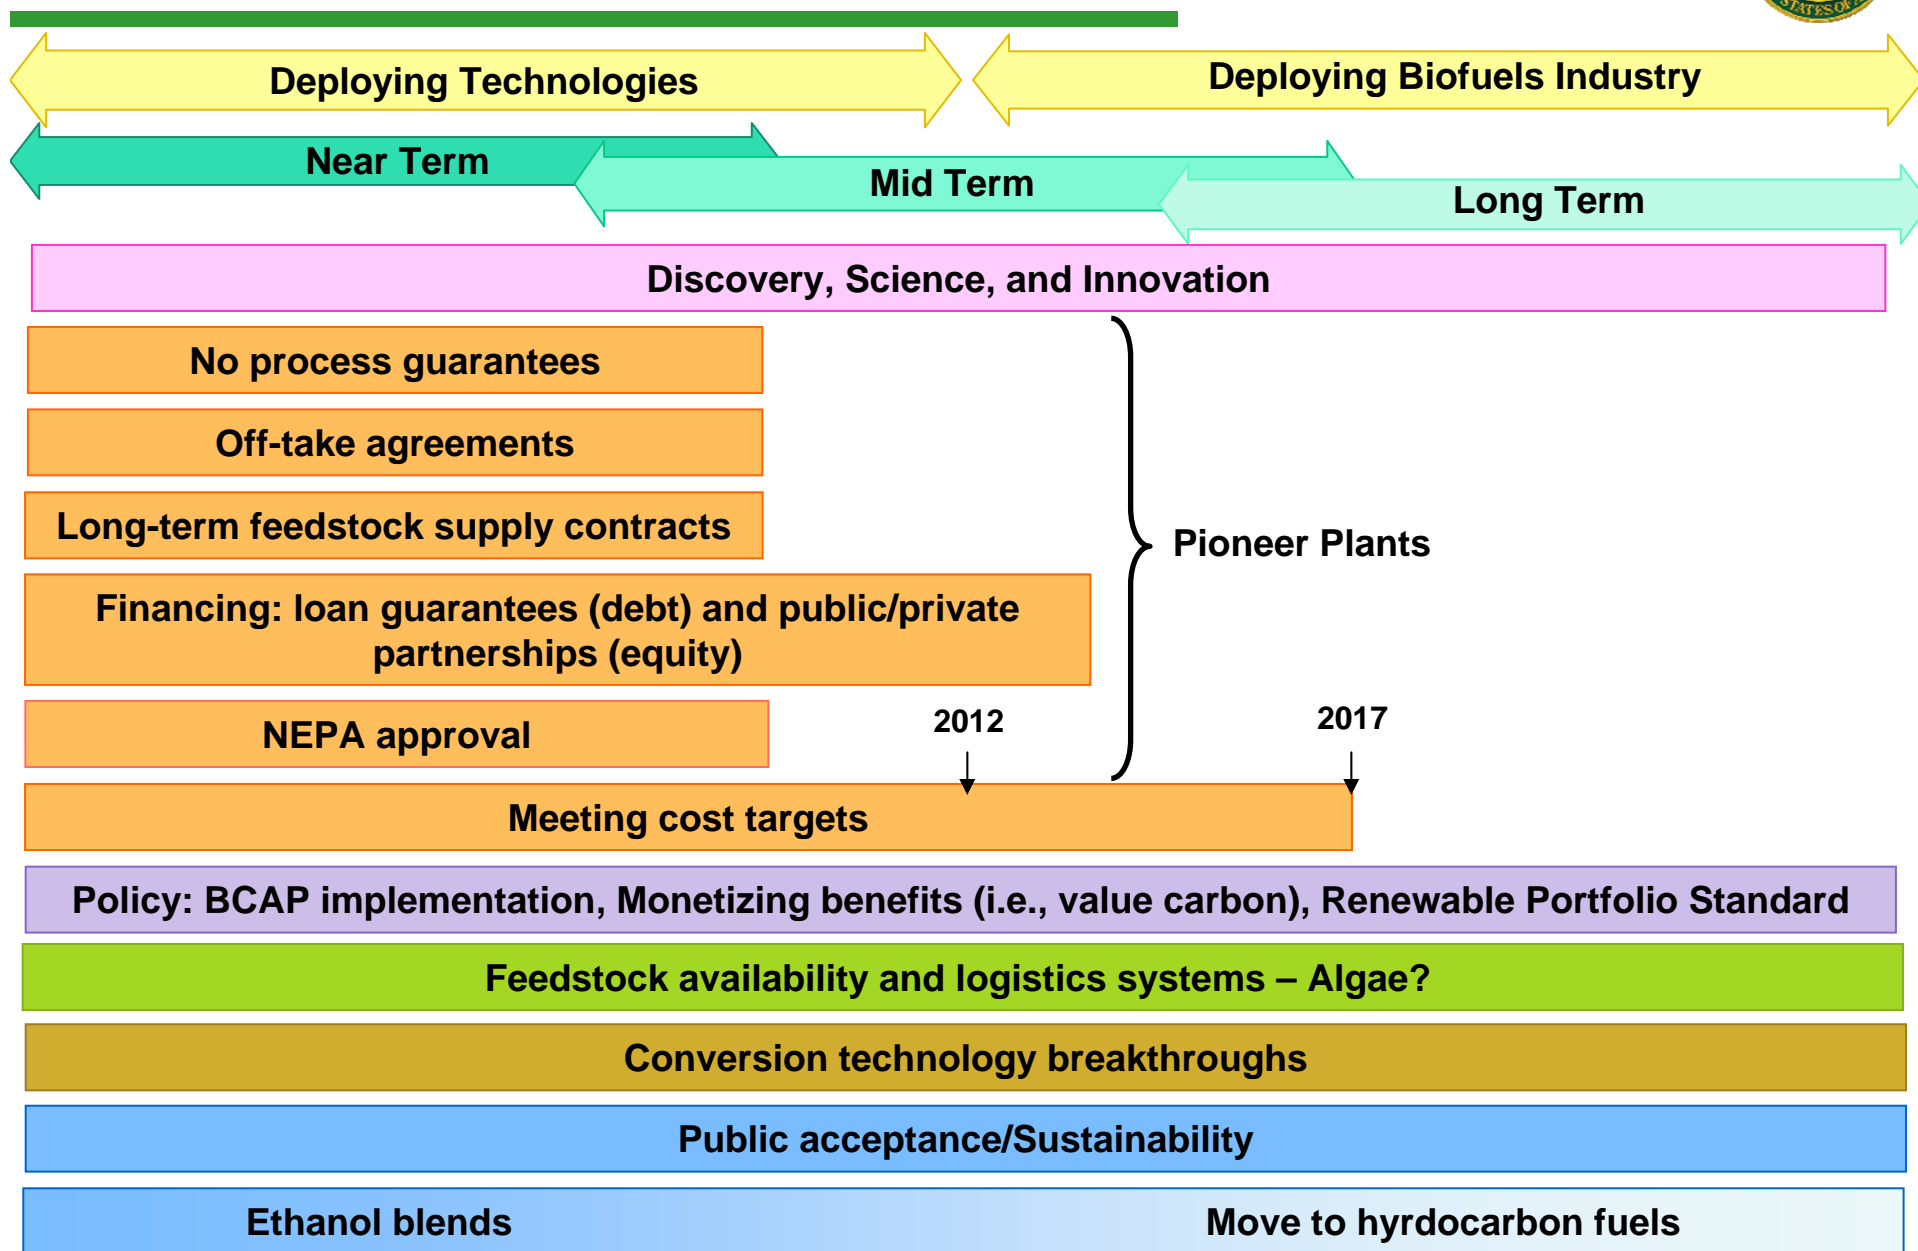 STATES OF
Deploying Technologies
Deploying Biofuels Industry
Near Term
Mid Term
Long Term
Discovery, Science, and Innovation
No process guarantees
Off-take agreements
Long-term feedstock supply contracts
Pioneer Plants
Financing: loan guarantees (debt) and public/private
partnerships (equity)
NEPA approval
2012
2017
Meeting cost targets
Policy: BCAP implementation, Monetizing benefits (i.e., value carbon), Renewable Portfolio Standard
Feedstock availability and logistics systems – Algae?
Conversion technology breakthroughs
Public acceptance/Sustainability
Ethanol blends
Move to hyrdocarbon fuels